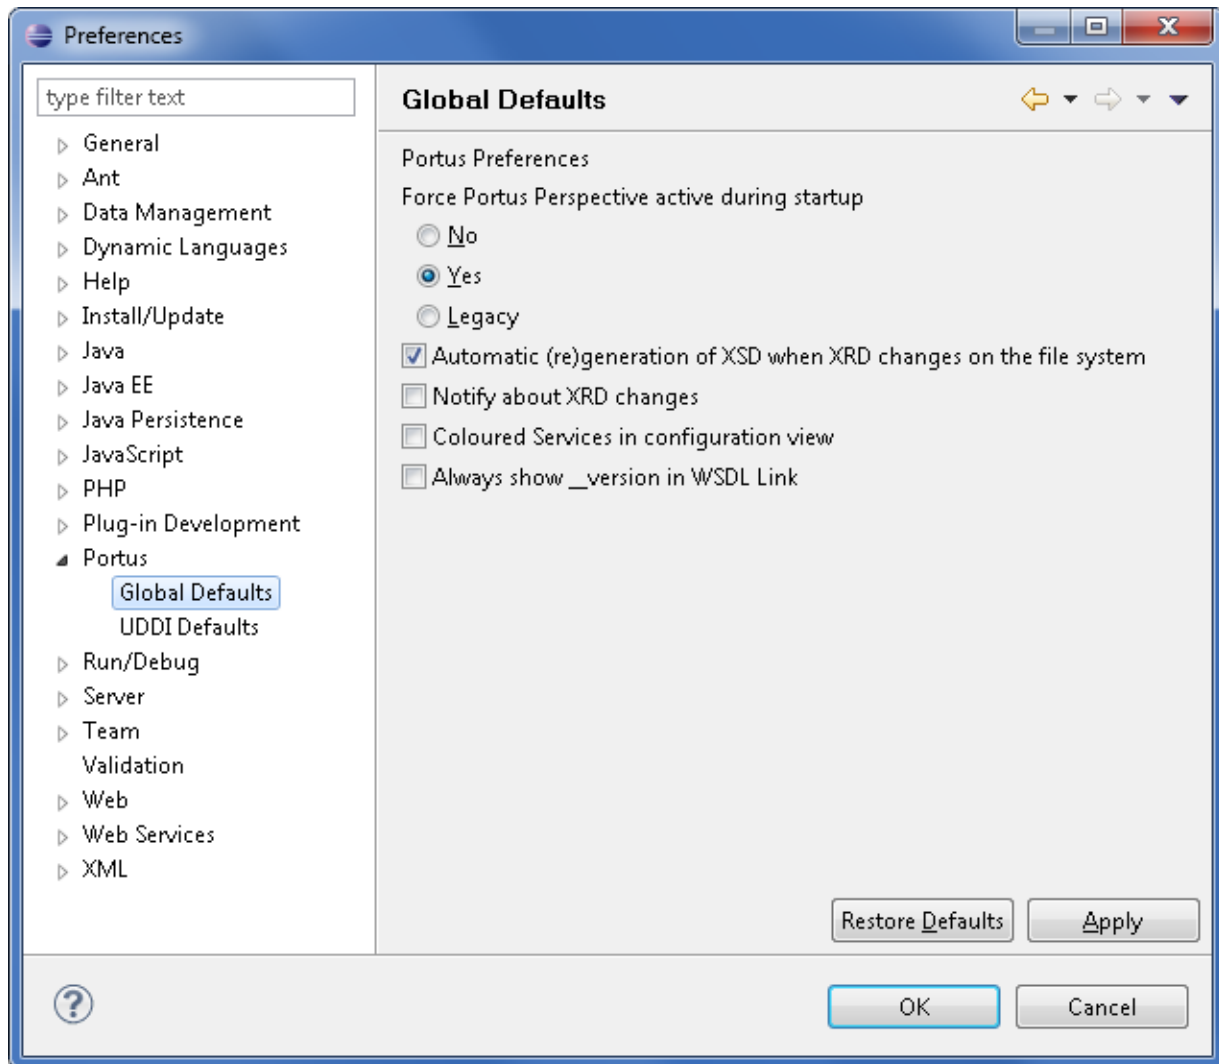 Preferences
type filter text
General
Ant
Data Management
Dynamic Languages
Help
Install/Update
Java
Java EE
Java Persistence
JavaScript
PHP
Plug-in Development
Portus
Global Defaults
UDDI Defaults
Run/Debug
Server
Team
Validation
Web
Web Services
XML
Global Defaults
Portus Preferences
Force Portus Perspective active during startup
No
Yes
Legacy
Automatic (re)generation of XSD when XRD changes on the file system
Notify about XRD changes
Coloured Services in configuration view
Always show __version in WSDL Link
Restore Defaults
Apply
?
OK
Cancel